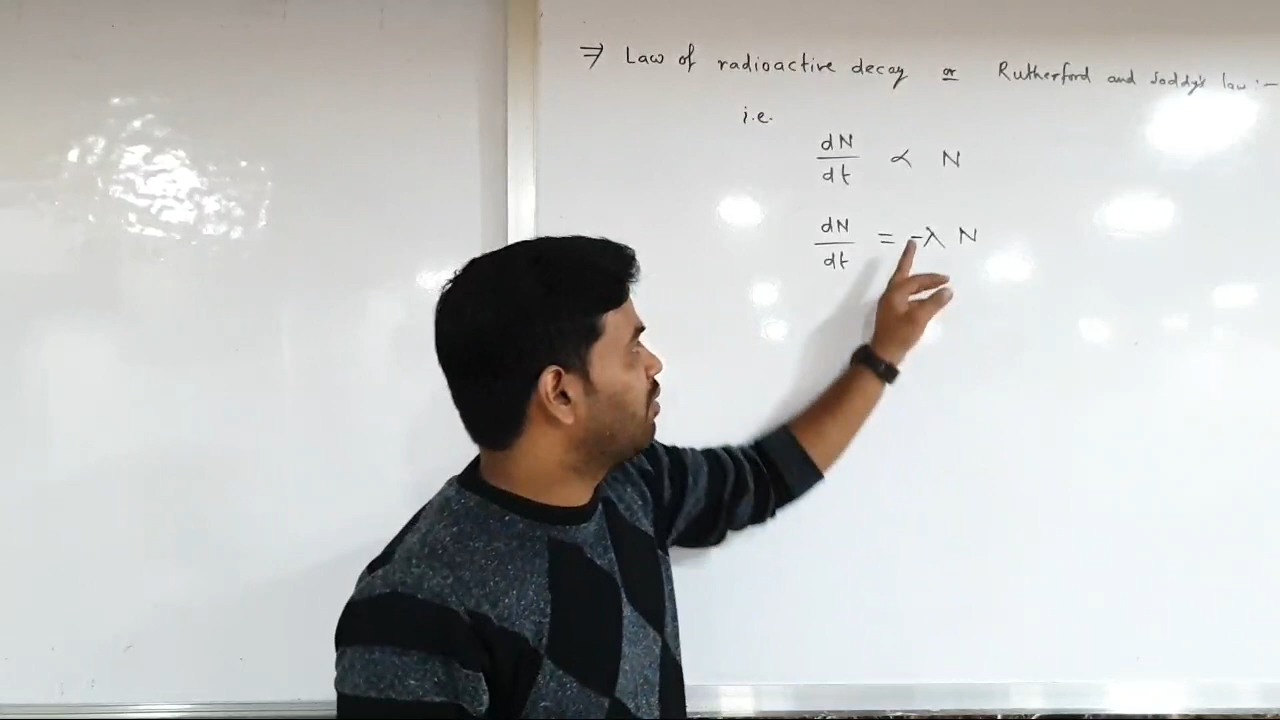 ⇒ Law of radioactive decay or Rutherford and Soddy's law :-
i.e.
dN/dt ∝ N
dN/dt = -λ N